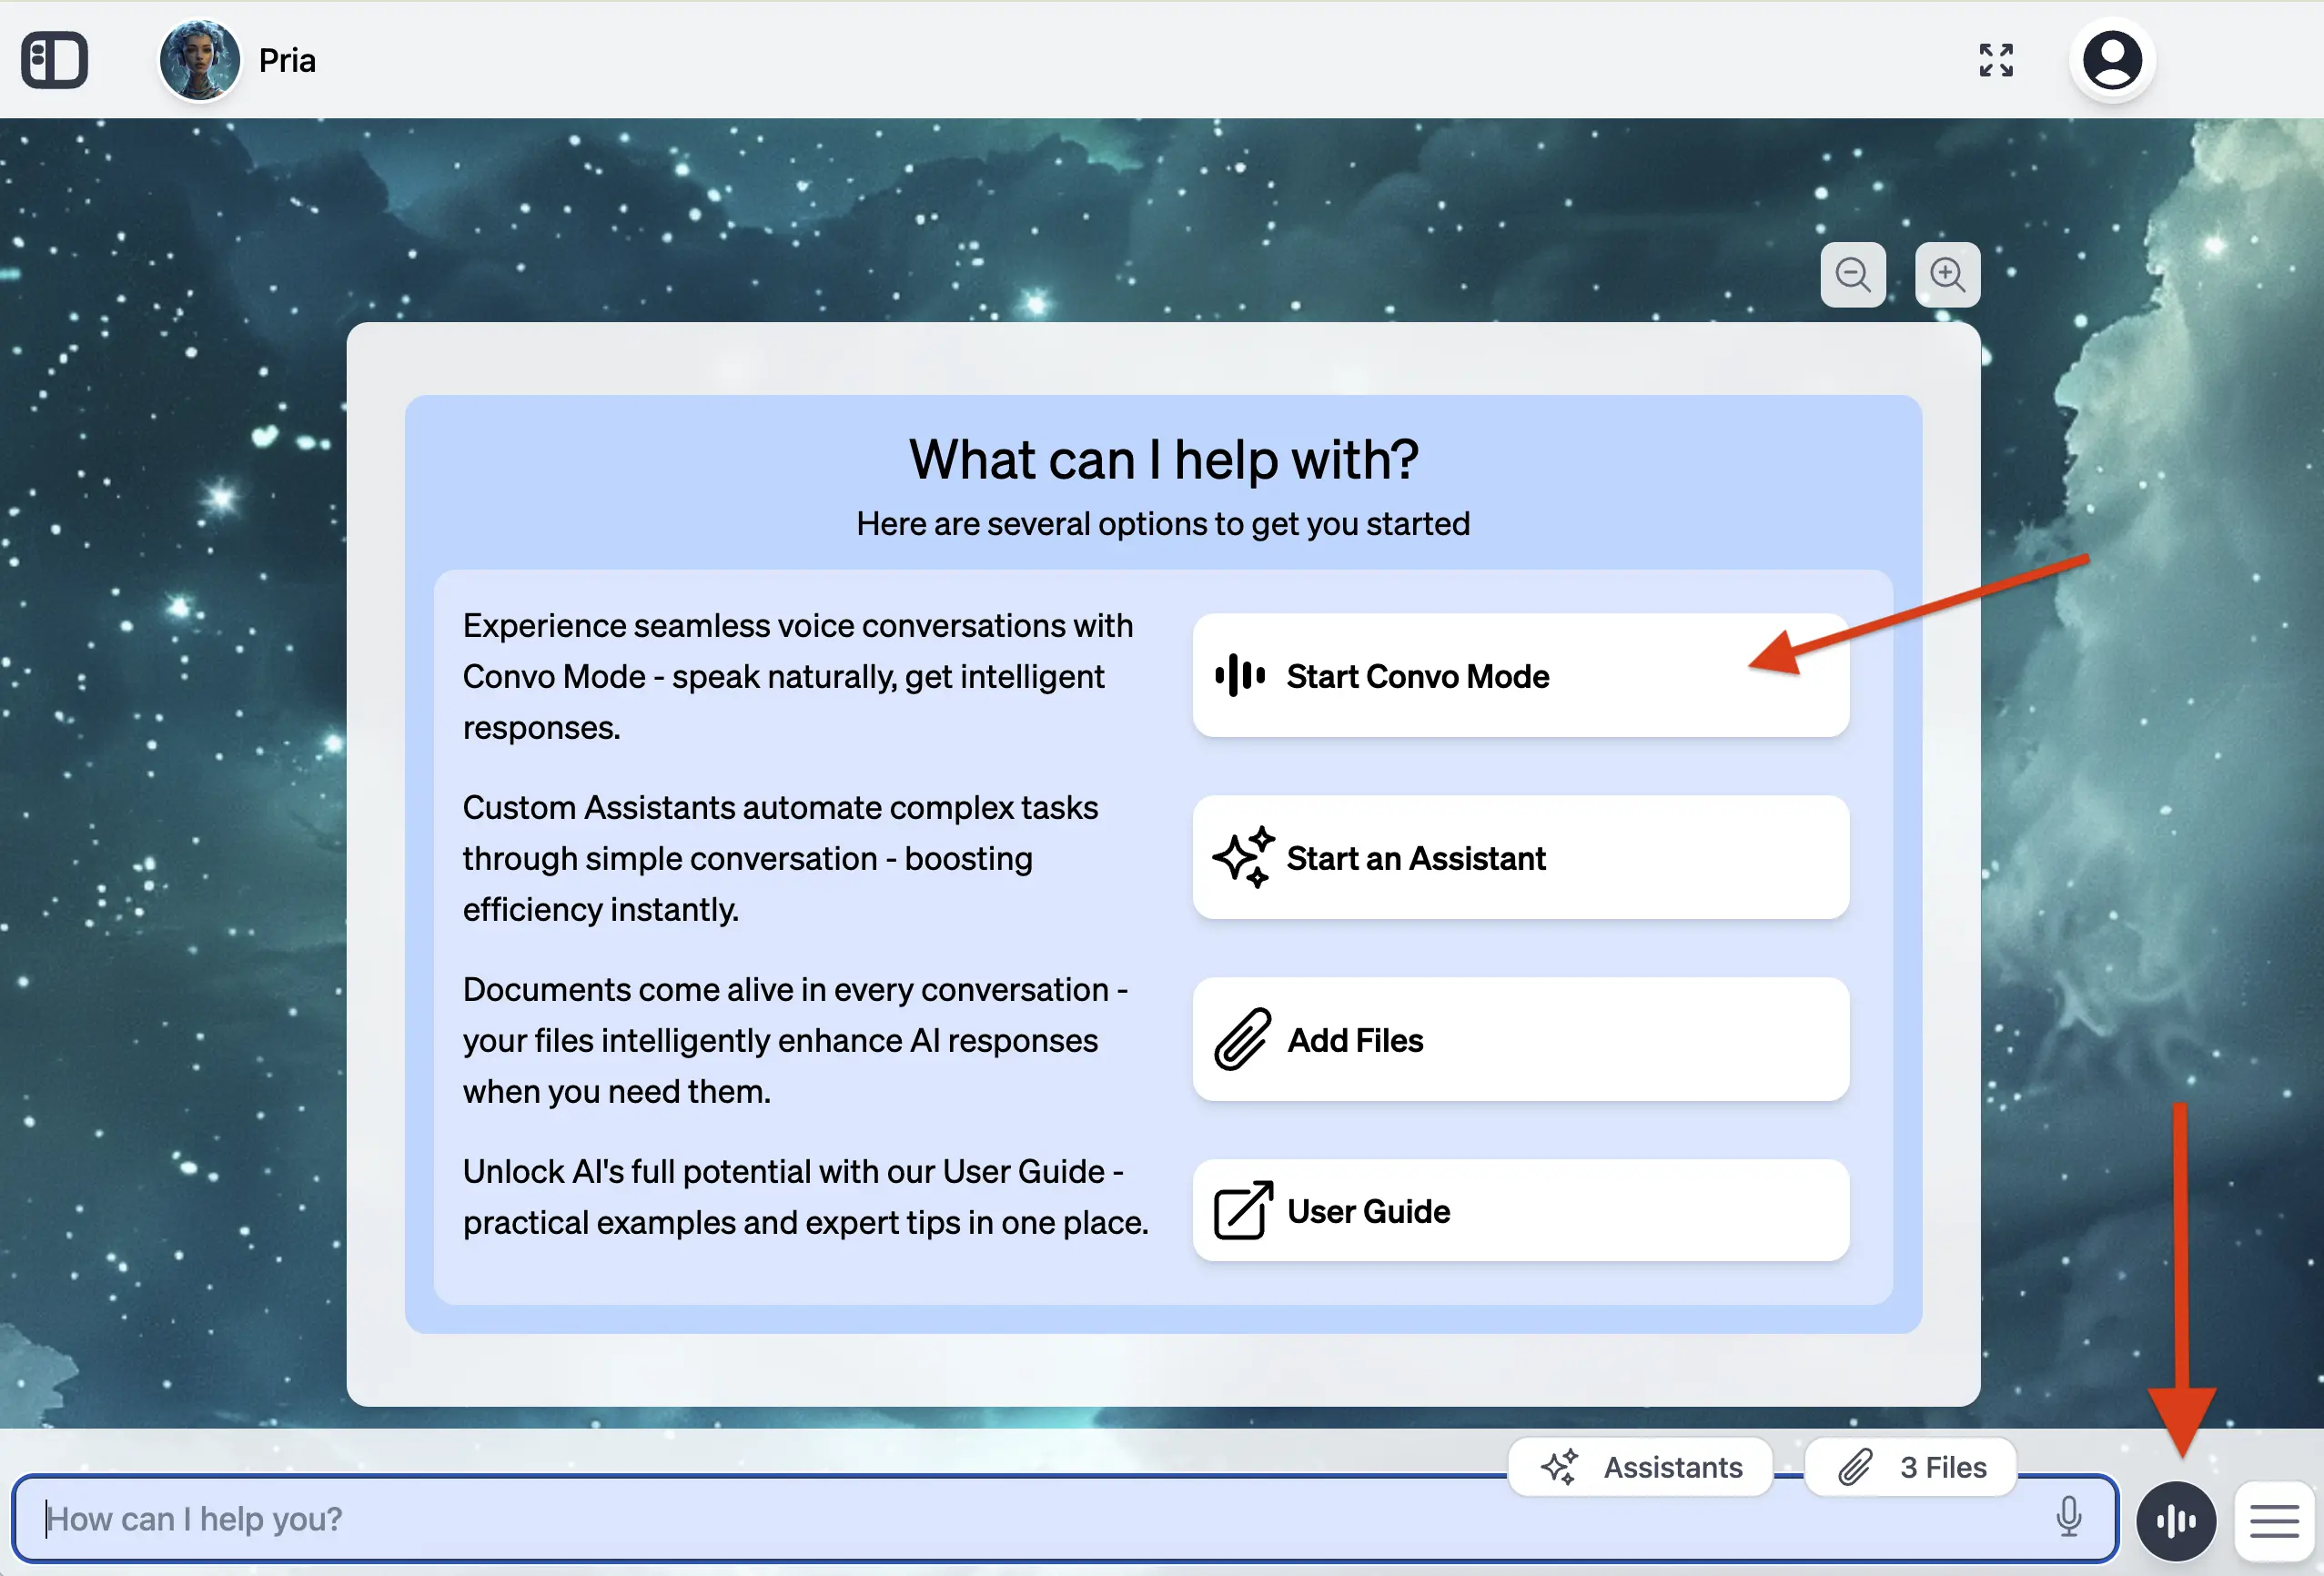 Pria
What can I help with?
Here are several options to get you started
Experience seamless voice conversations with
Convo Mode - speak naturally, get intelligent
responses.
Start Convo Mode
Custom Assistants automate complex tasks
through simple conversation - boosting
efficiency instantly.
Start an Assistant
Documents come alive in every conversation -
your files intelligently enhance AI responses
when you need them.
Add Files
Unlock AI's full potential with our User Guide -
practical examples and expert tips in one place.
User Guide
Assistants
3 Files
How can I help you?